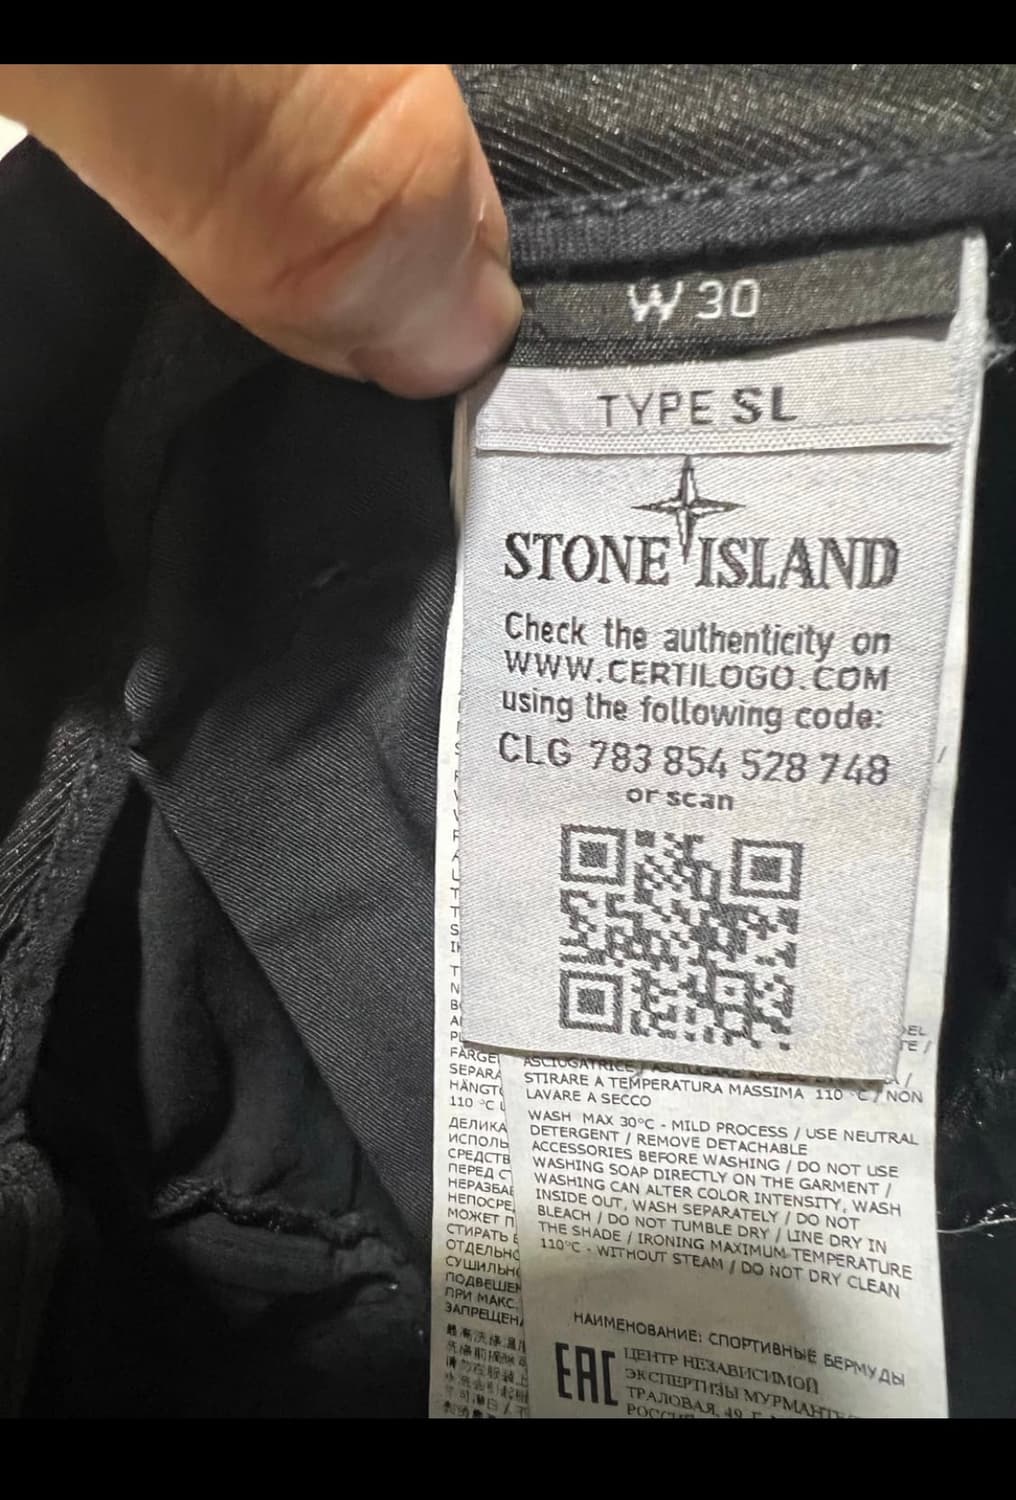 W 30
TYPE SL
STONE ISLAND
Check the authenticity on
WWW.CERTILOGO.COM
using the following code:
CLG 783 854 528 748
or scan
STIRARE A TEMPERATURA MASSIMA 110 °C / NON
LAVARE A SECCO
WASH MAX 30°C - MILD PROCESS / USE NEUTRAL
DETERGENT / REMOVE DETACHABLE
ACCESSORIES BEFORE WASHING / DO NOT USE
WASHING SOAP DIRECTLY ON THE GARMENT /
WASHING CAN ALTER COLOR INTENSITY, WASH
INSIDE OUT, WASH SEPARATELY / DO NOT
BLEACH / DO NOT TUMBLE DRY / LINE DRY IN
THE SHADE / IRONING MAXIMUM TEMPERATURE
110°C - WITHOUT STEAM / DO NOT DRY CLEAN
НАИМЕНОВАНИЕ: СПОРТИВНЫЕ БЕРМУДЫ
EAC
ЦЕНТР НЕЗАВИСИМОЙ
ЭКСПЕРТИЗЫ
ТРАЛОВАЯ,
FÄRGE
SEPARA
HÄNGT
110 °C
ДЕЛИКА
ИСПОЛЬ
СРЕДСТВ
ПЕРЕД С
НЕРАЗБА
НЕПОСРЕ
МОЖЕТ П
СТИРАТЬ
ОТДЕЛЬНО
СУШИЛЬН
ПОДВЕШЕН
ПРИ МАКС.
ЗАПРЕЩЕН